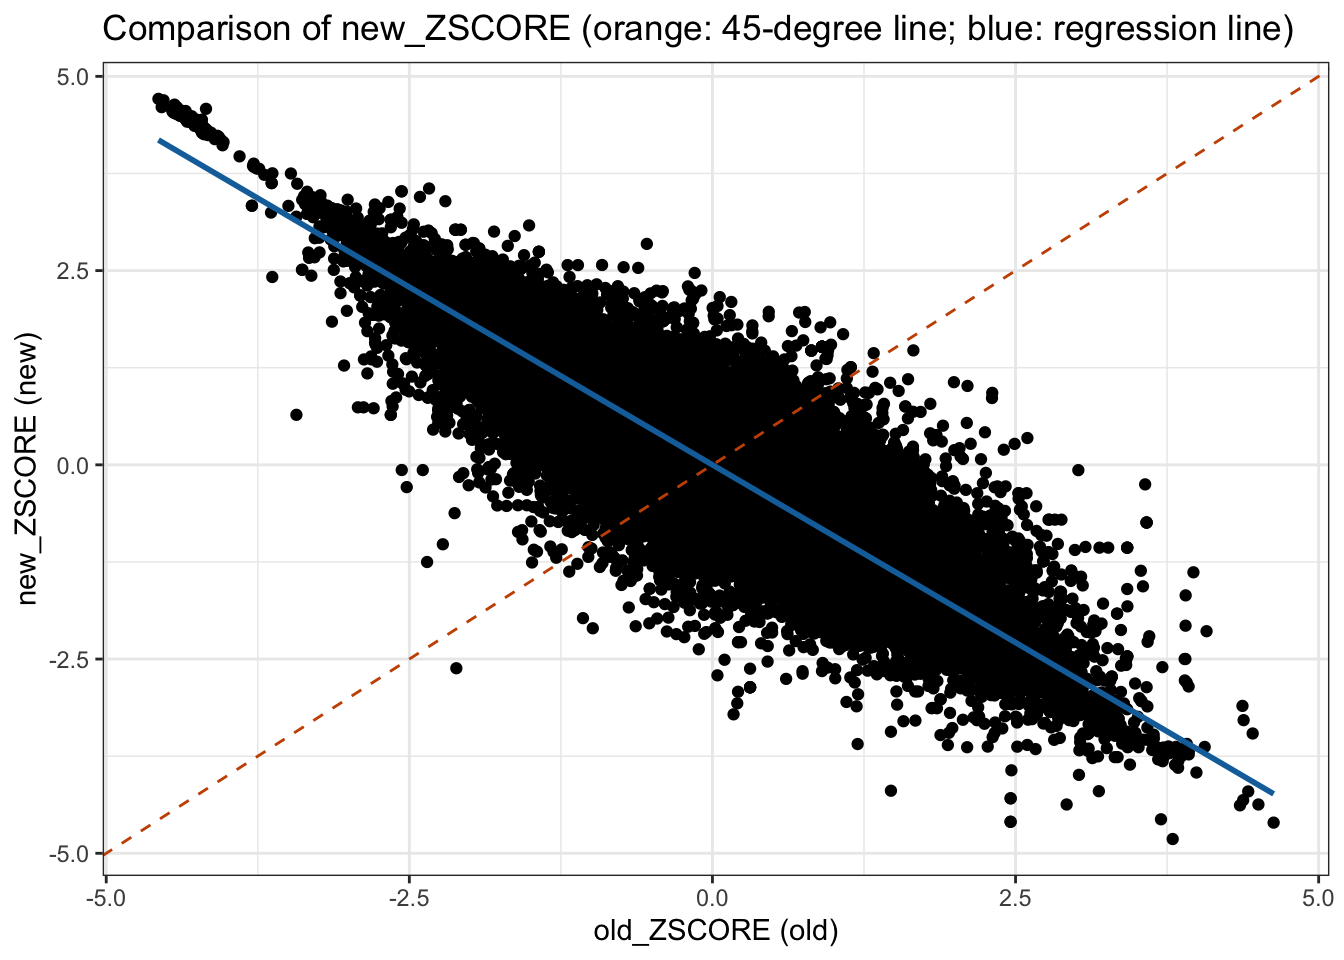 Comparison of new_ZSCORE (orange: 45-degree line; blue: regression line)
new_ZSCORE (new)
5.0
2.5
0.0
-2.5
-5.0
-5.0 -2.5 0.0 2.5 5.0
old_ZSCORE (old)